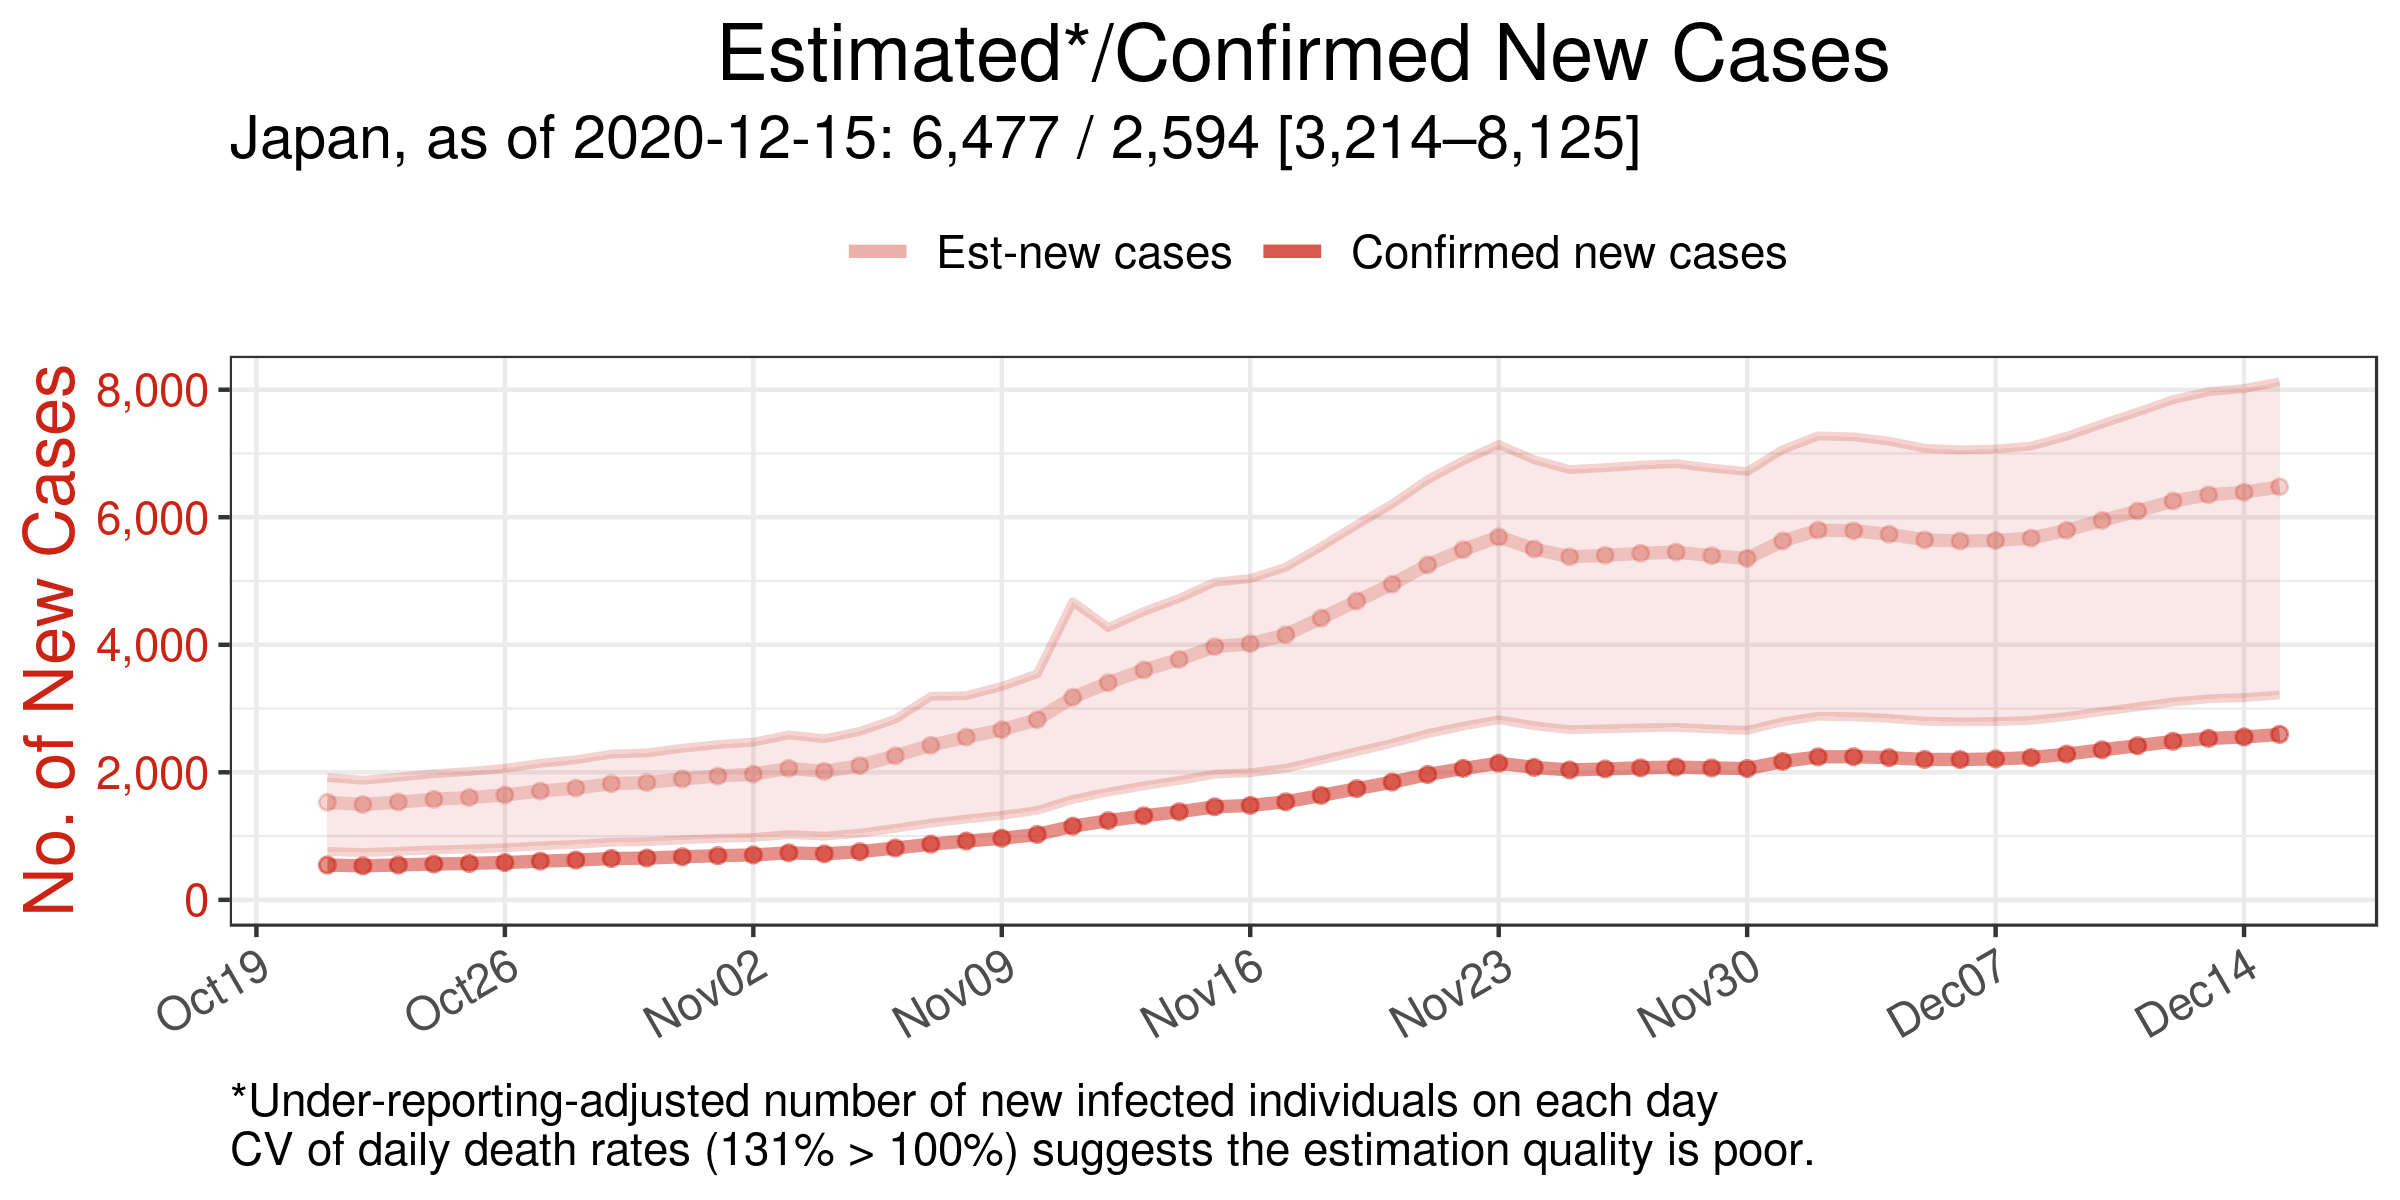 Estimated*/Confirmed New Cases
Japan, as of 2020-12-15: 6,477 / 2,594 [3,214–8,125]
Est-new cases Confirmed new cases
No. of New Cases
8,000
6,000
4,000
2,000
0
Oct19 Oct26 Nov02 Nov09 Nov16 Nov23 Nov30 Dec07 Dec14
*Under-reporting-adjusted number of new infected individuals on each day
CV of daily death rates (131% > 100%) suggests the estimation quality is poor.